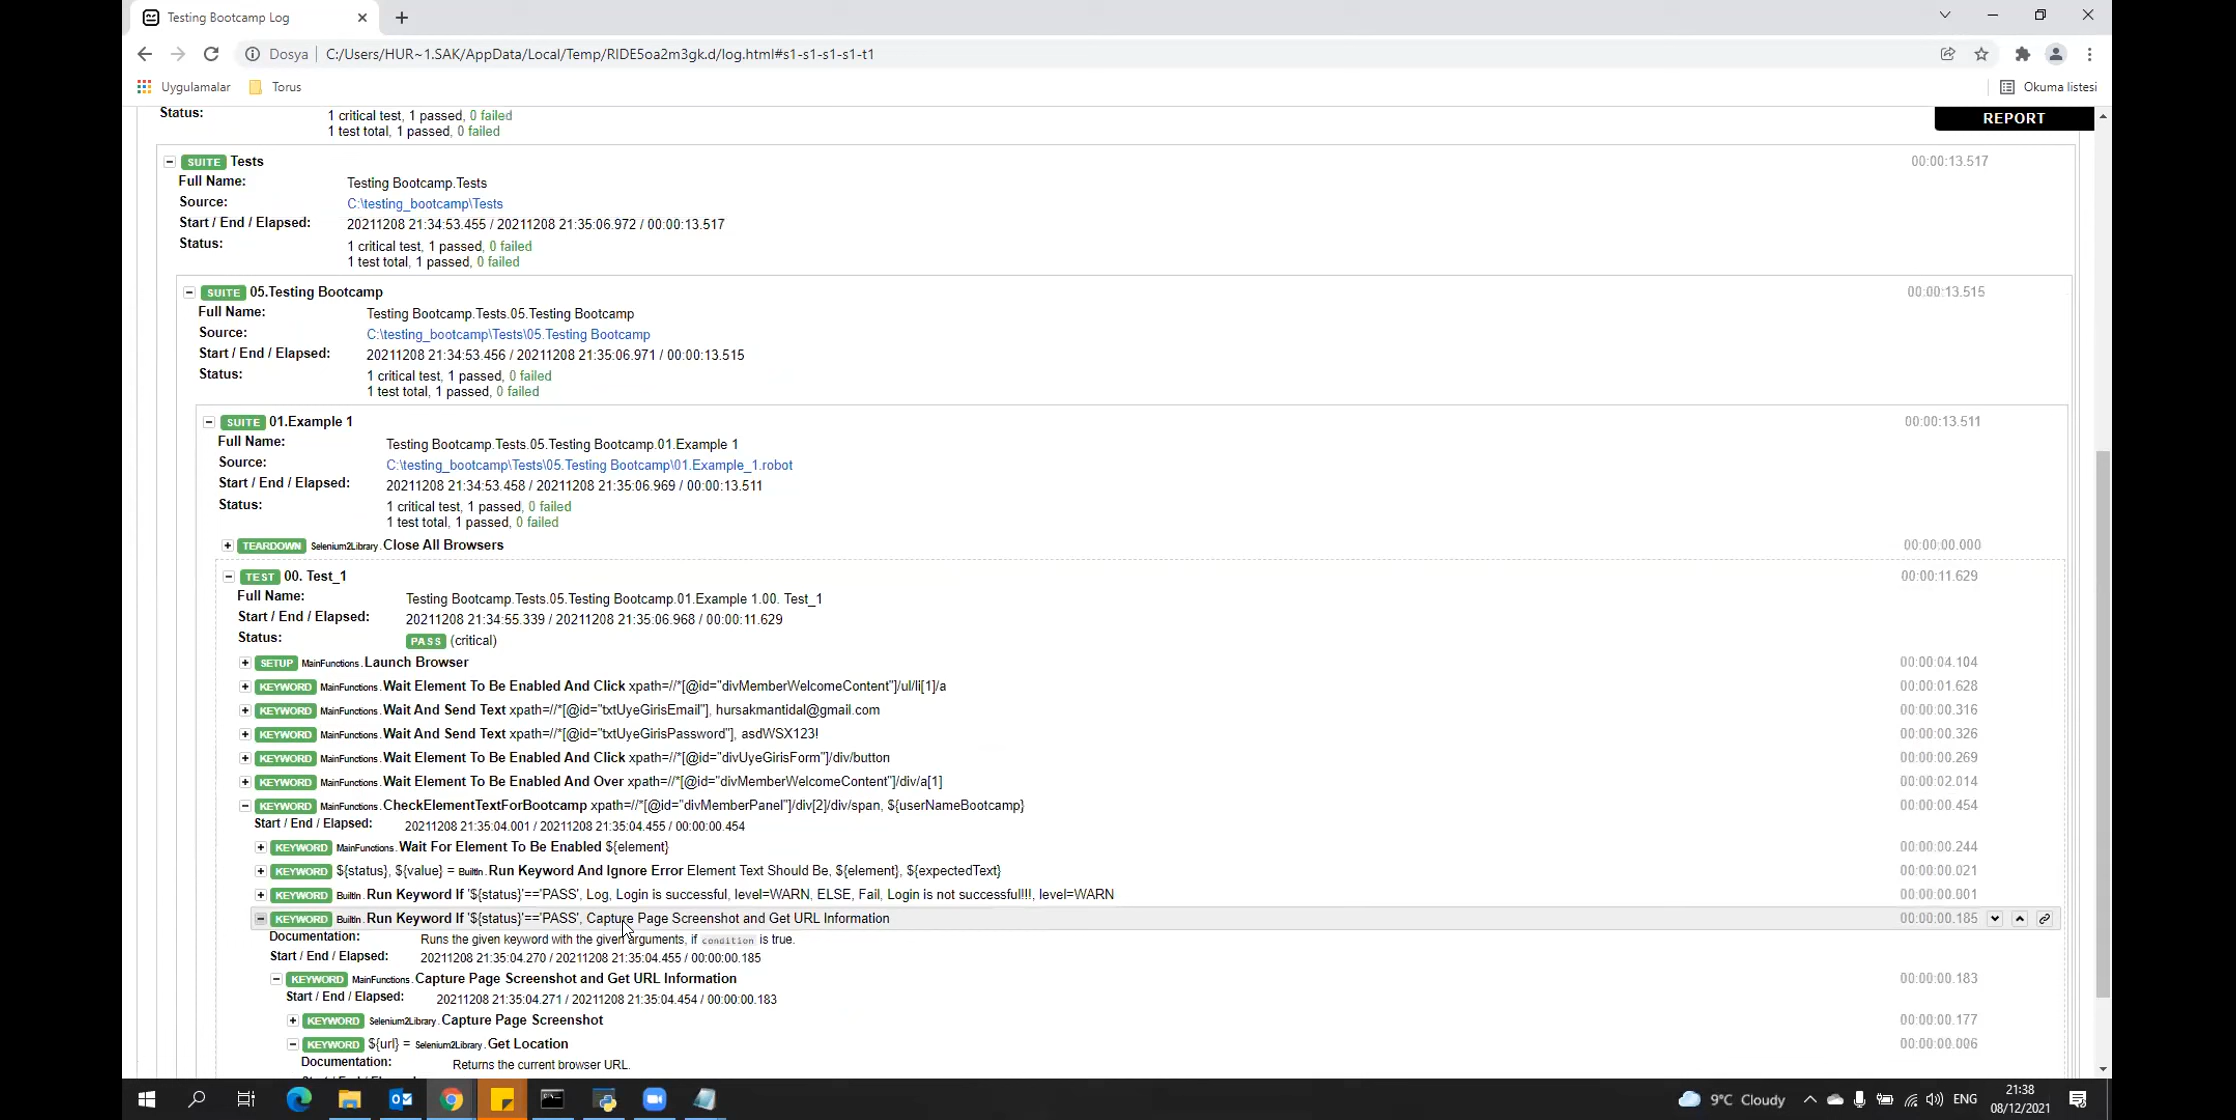 Testing Bootcamp Log
Dosya C:/Users/HUR~1.SAK/AppData/Local/Temp/RIDE5oa2m3gk.d/log.html#s1-s1-s1-s1-t1
Uygulamalar Torus Okuma listesi
Status: 1 critical test, 1 passed, 0 failed
1 test total, 1 passed, 0 failed
REPORT
SUITE Tests 00:00:13.517
Full Name: Testing Bootcamp.Tests
Source: C:\testing_bootcamp\Tests
Start / End / Elapsed: 20211208 21:34:53.455 / 20211208 21:35:06.972 / 00:00:13.517
Status: 1 critical test, 1 passed, 0 failed
1 test total, 1 passed, 0 failed
SUITE 05.Testing Bootcamp 00:00:13.515
Full Name: Testing Bootcamp.Tests.05.Testing Bootcamp
Source: C:\testing_bootcamp\Tests\05.Testing Bootcamp
Start / End / Elapsed: 20211208 21:34:53.456 / 20211208 21:35:06.971 / 00:00:13.515
Status: 1 critical test, 1 passed, 0 failed
1 test total, 1 passed, 0 failed
SUITE 01.Example 1 00:00:13.511
Full Name: Testing Bootcamp.Tests.05.Testing Bootcamp.01.Example 1
Source: C:\testing_bootcamp\Tests\05.Testing Bootcamp\01.Example_1.robot
Start / End / Elapsed: 20211208 21:34:53.458 / 20211208 21:35:06.969 / 00:00:13.511
Status: 1 critical test, 1 passed, 0 failed
1 test total, 1 passed, 0 failed
TEARDOWN Selenium2Library . Close All Browsers 00:00:00.000
TEST 00. Test_1 00:00:11.629
Full Name: Testing Bootcamp.Tests.05.Testing Bootcamp.01.Example 1.00. Test_1
Start / End / Elapsed: 20211208 21:34:55.339 / 20211208 21:35:06.968 / 00:00:11.629
Status: PASS (critical)
SETUP MainFunctions . Launch Browser 00:00:04.104
KEYWORD MainFunctions . Wait Element To Be Enabled And Click xpath=//*[@id="divMemberWelcomeContent"]/ul/li[1]/a 00:00:01.628
KEYWORD MainFunctions . Wait And Send Text xpath=//*[@id="txtUyeGirisEmail"], hursakmantidal@gmail.com 00:00:00.316
KEYWORD MainFunctions . Wait And Send Text xpath=//*[@id="txtUyeGirisPassword"], asdWSX123! 00:00:00.326
KEYWORD MainFunctions . Wait Element To Be Enabled And Click xpath=//*[@id="divUyeGirisForm"]/div/button 00:00:00.269
KEYWORD MainFunctions . Wait Element To Be Enabled And Over xpath=//*[@id="divMemberWelcomeContent"]/div/a[1] 00:00:02.014
KEYWORD MainFunctions . CheckElementTextForBootcamp xpath=//*[@id="divMemberPanel"]/div[2]/div/span, ${userNameBootcamp} 00:00:00.454
Start / End / Elapsed: 20211208 21:35:04.001 / 20211208 21:35:04.455 / 00:00:00.454
KEYWORD MainFunctions . Wait For Element To Be Enabled ${element} 00:00:00.244
KEYWORD ${status}, ${value} = BuiltIn . Run Keyword And Ignore Error Element Text Should Be, ${element}, ${expectedText} 00:00:00.021
KEYWORD BuiltIn . Run Keyword If '${status}'=='PASS', Log, Login is successful, level=WARN, ELSE, Fail, Login is not successful!!!, level=WARN 00:00:00.001
KEYWORD BuiltIn . Run Keyword If '${status}'=='PASS', Capture Page Screenshot and Get URL Information 00:00:00.185
Documentation: Runs the given keyword with the given arguments, if condition is true.
Start / End / Elapsed: 20211208 21:35:04.270 / 20211208 21:35:04.455 / 00:00:00.185
KEYWORD MainFunctions . Capture Page Screenshot and Get URL Information 00:00:00.183
Start / End / Elapsed: 20211208 21:35:04.271 / 20211208 21:35:04.454 / 00:00:00.183
KEYWORD Selenium2Library . Capture Page Screenshot 00:00:00.177
KEYWORD ${url} = Selenium2Library . Get Location 00:00:00.006
Documentation: Returns the current browser URL.
9°C Cloudy ENG 21:38
08/12/2021